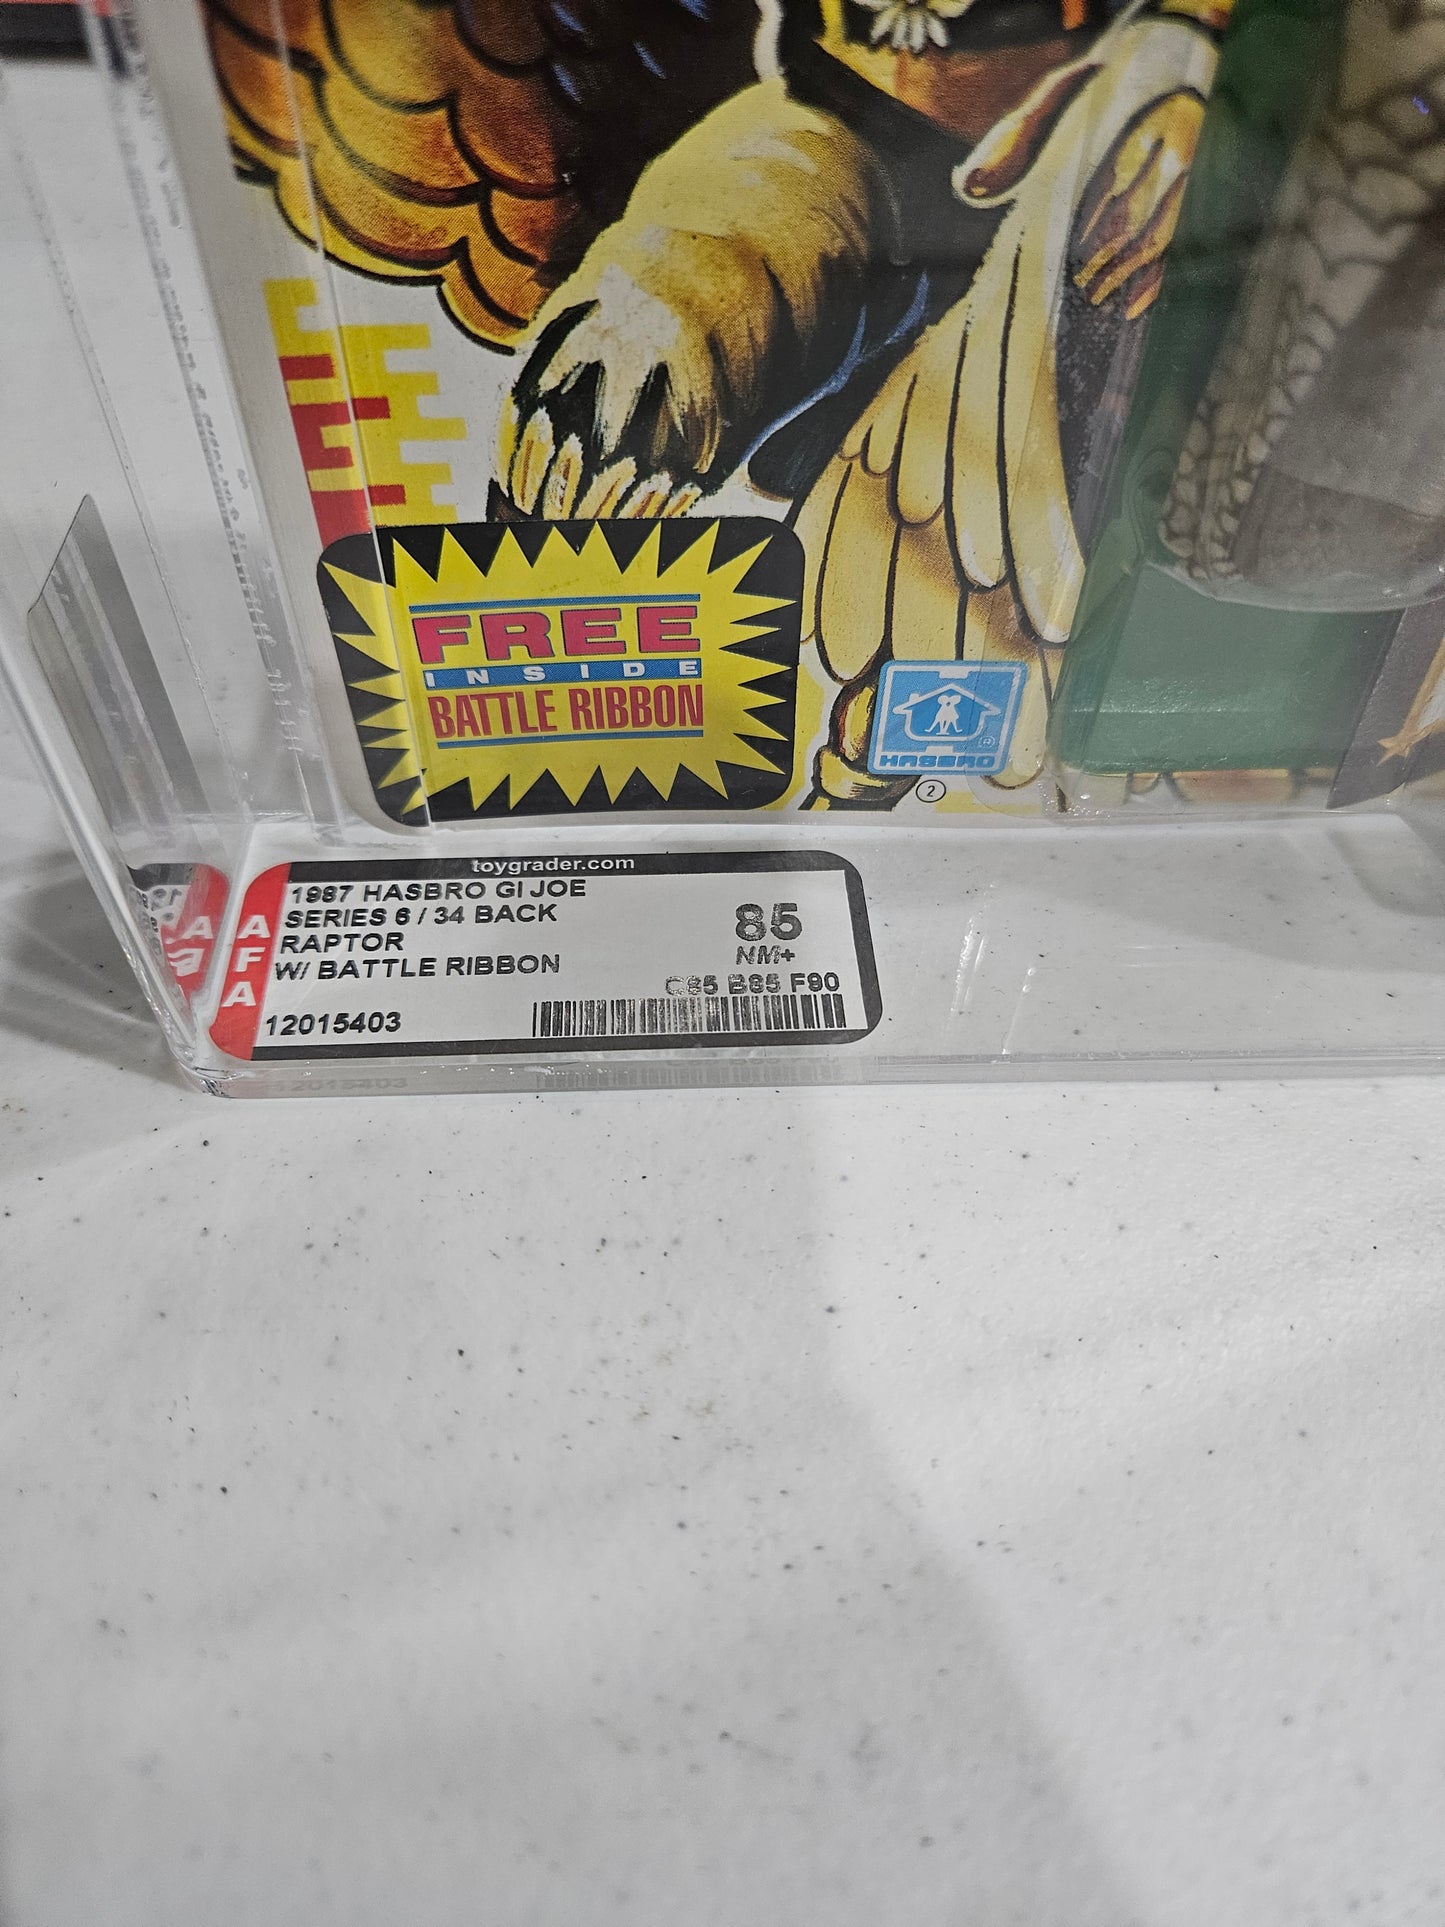 FREE
INSIDE
BATTLE RIBBON
HASBRO
®
2
toygrader.com
AFA
1987 HASBRO GI JOE
SERIES 6 / 34 BACK
RAPTOR
W/ BATTLE RIBBON
85
NM+
C85 B85 F90
12015403